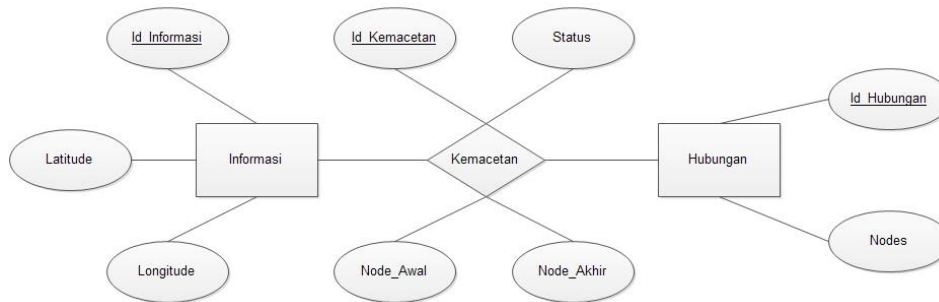 Id_Informasi
Id_Kemacetan
Status
Id_Hubungan
Latitude
Informasi
Kemacetan
Hubungan
Longitude
Node_Awal
Node_Akhir
Nodes